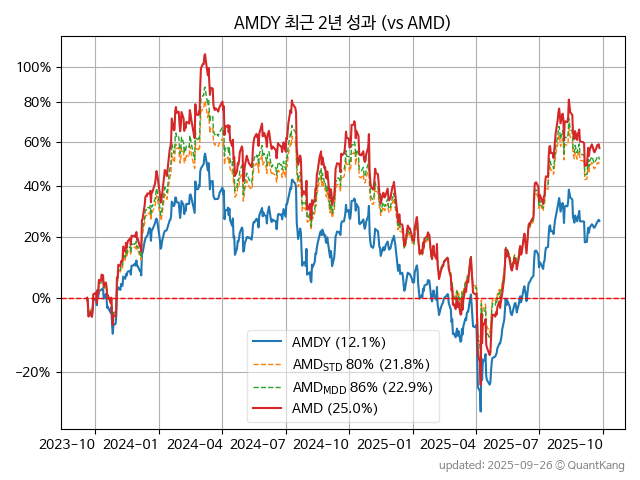 AMDY 최근 2년 성과 (vs AMD)
100%
80%
60%
40%
20%
0%
−20%
AMDY (12.1%)
AMD_STD 80% (21.8%)
AMD_MDD 86% (22.9%)
AMD (25.0%)
2023-10 2024-01 2024-04 2024-07 2024-10 2025-01 2025-04 2025-07 2025-10
updated: 2025-09-26 © QuantKang